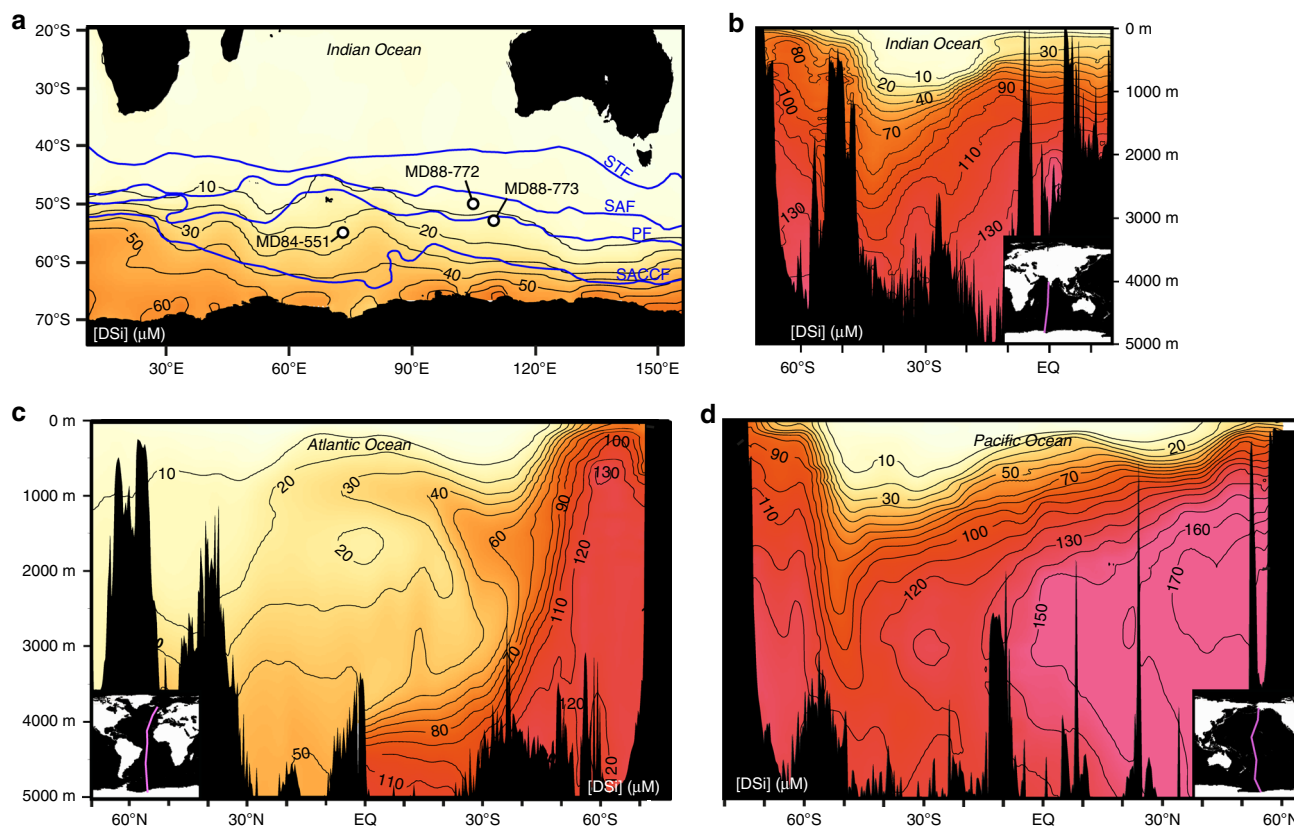 a
20°S
30°S
40°S
50°S
60°S
70°S
Indian Ocean
STF
SAF
PF
SACCF
MD88-772
MD88-773
MD84-551
10
20
30
50
40
50
60
[DSi] (µM)
30°E
60°E
90°E
120°E
150°E
b
Indian Ocean
0 m
1000 m
2000 m
3000 m
4000 m
5000 m
80
100
130
10
20
40
70
30
90
110
130
[DSi] (µM)
60°S
30°S
EQ
c
0 m
1000 m
2000 m
3000 m
4000 m
5000 m
Atlantic Ocean
10
20
30
40
20
60
90
100
130
120
110
70
80
120
50
110
20
[DSi] (µM)
60°N
30°N
EQ
30°S
60°S
d
Pacific Ocean
90
110
10
30
50
70
20
100
130
160
120
150
170
[DSi] (µM)
60°S
30°S
EQ
30°N
60°N